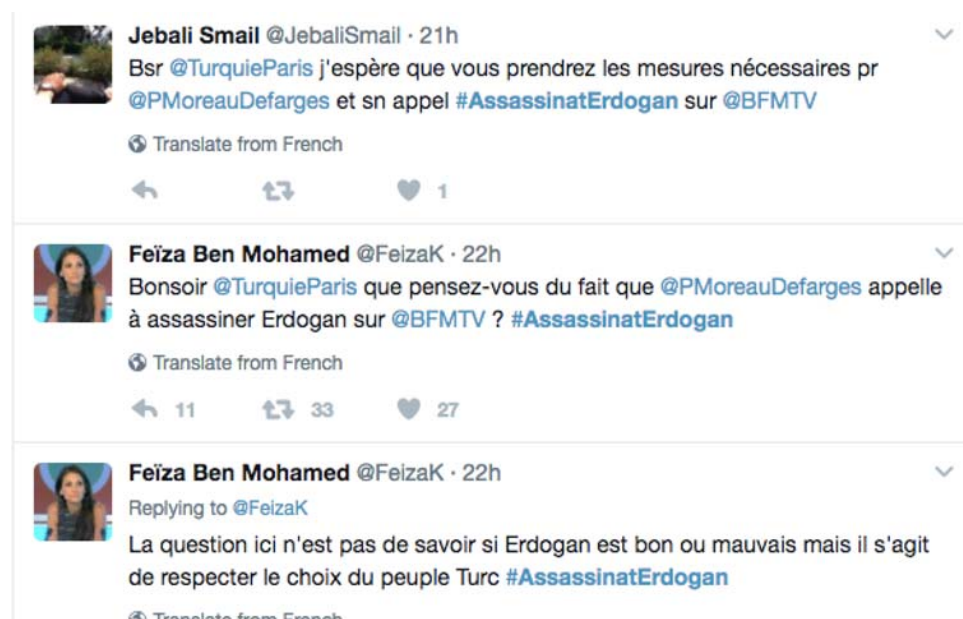 Jebali Smail @JebaliSmail · 21h
Bsr @TurquieParis j'espère que vous prendrez les mesures nécessaires pr
@PMoreauDefarges et sn appel #AssassinatErdogan sur @BFMTV
Translate from French
1
Feïza Ben Mohamed @FeizaK · 22h
Bonsoir @TurquieParis que pensez-vous du fait que @PMoreauDefarges appelle
à assassiner Erdogan sur @BFMTV ? #AssassinatErdogan
Translate from French
11 33 27
Feïza Ben Mohamed @FeizaK · 22h
Replying to @FeizaK
La question ici n'est pas de savoir si Erdogan est bon ou mauvais mais il s'agit
de respecter le choix du peuple Turc #AssassinatErdogan
Translate from French